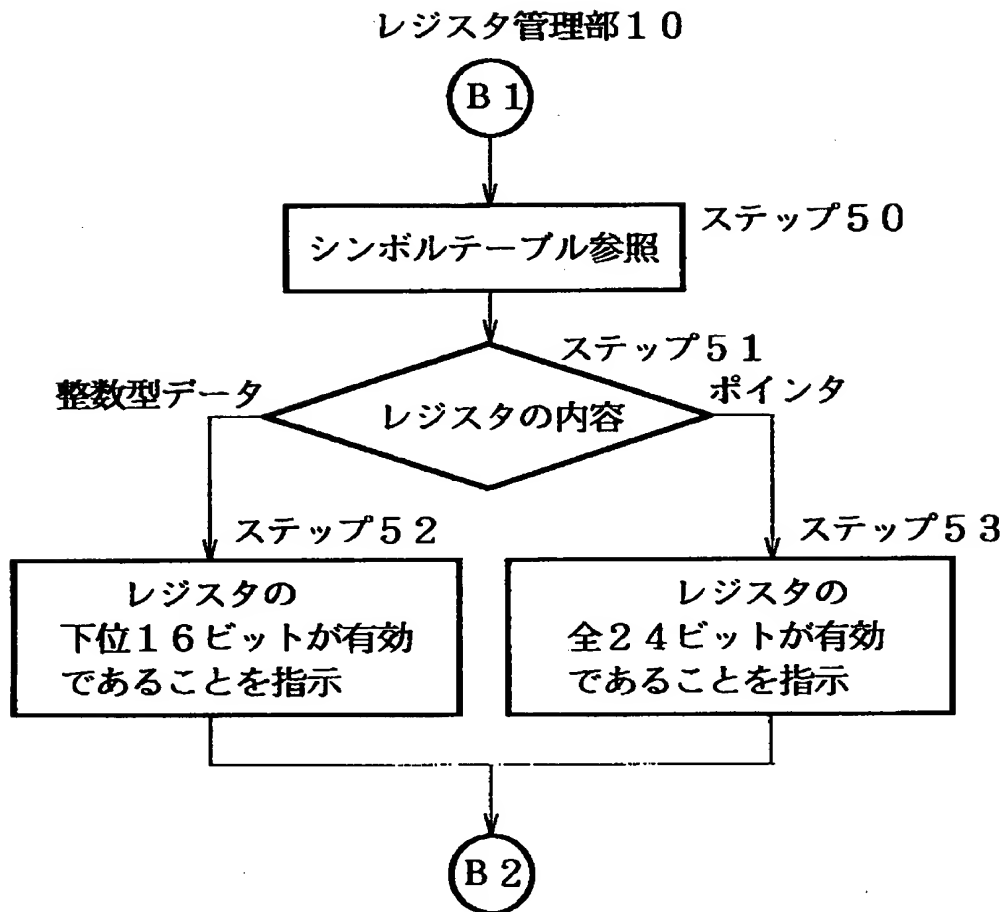 レジスタ管理部１０
Ｂ１
ステップ５０
シンボルテーブル参照
ステップ５１
整数型データ
ポインタ
レジスタの内容
ステップ５２
レジスタの
下位１６ビットが有効
であることを指示
ステップ５３
レジスタの
全２４ビットが有効
であることを指示
Ｂ２